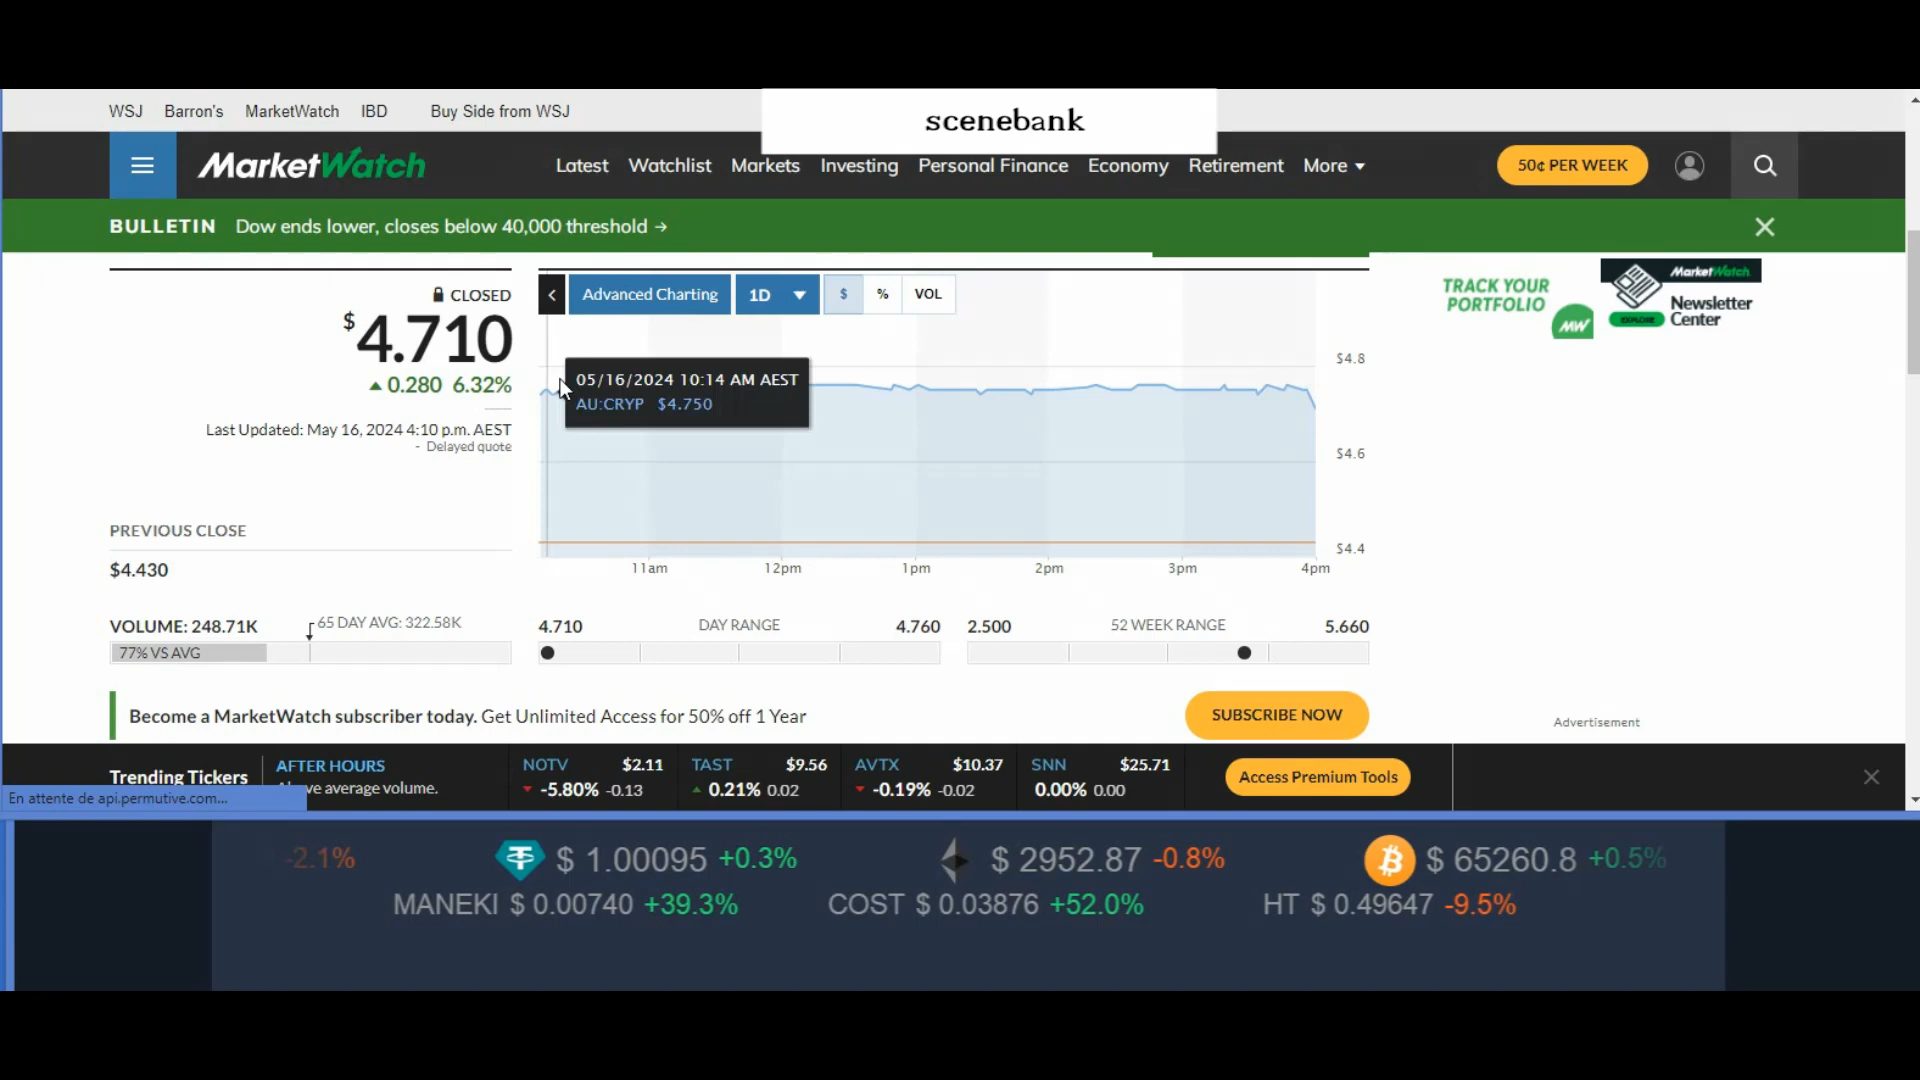 WSJ Barron's MarketWatch IBD Buy Side from WSJ
scenebank
MarketWatch Latest Watchlist Markets Investing Personal Finance Economy Retirement More 50¢ PER WEEK
BULLETIN Dow ends lower, closes below 40,000 threshold →
CLOSED
$4.710
0.280 6.32%
Last Updated: May 16, 2024 4:10 p.m. AEST
- Delayed quote
PREVIOUS CLOSE
$4.430
Advanced Charting 1D $ % VOL
05/16/2024 10:14 AM AEST
AU:CRYP $4.750
$4.8
$4.6
$4.4
11am 12pm 1pm 2pm 3pm 4pm
TRACK YOUR
PORTFOLIO
MW
MarketWatch
Newsletter
EXPLORE Center
VOLUME: 248.71K 65 DAY AVG: 322.58K
77% VS AVG
4.710 DAY RANGE 4.760
2.500 52 WEEK RANGE 5.660
Become a MarketWatch subscriber today. Get Unlimited Access for 50% off 1 Year
SUBSCRIBE NOW
Advertisement
Trending Tickers
AFTER HOURS
ve average volume.
NOTV $2.11
-5.80% -0.13
TAST $9.56
0.21% 0.02
AVTX $10.37
-0.19% -0.02
SNN $25.71
0.00% 0.00
Access Premium Tools
En attente de api.permutive.com...
-2.1% $ 1.00095 +0.3% $ 2952.87 -0.8% $ 65260.8 +0.5%
MANEKI $ 0.00740 +39.3% COST $ 0.03876 +52.0% HT $ 0.49647 -9.5%